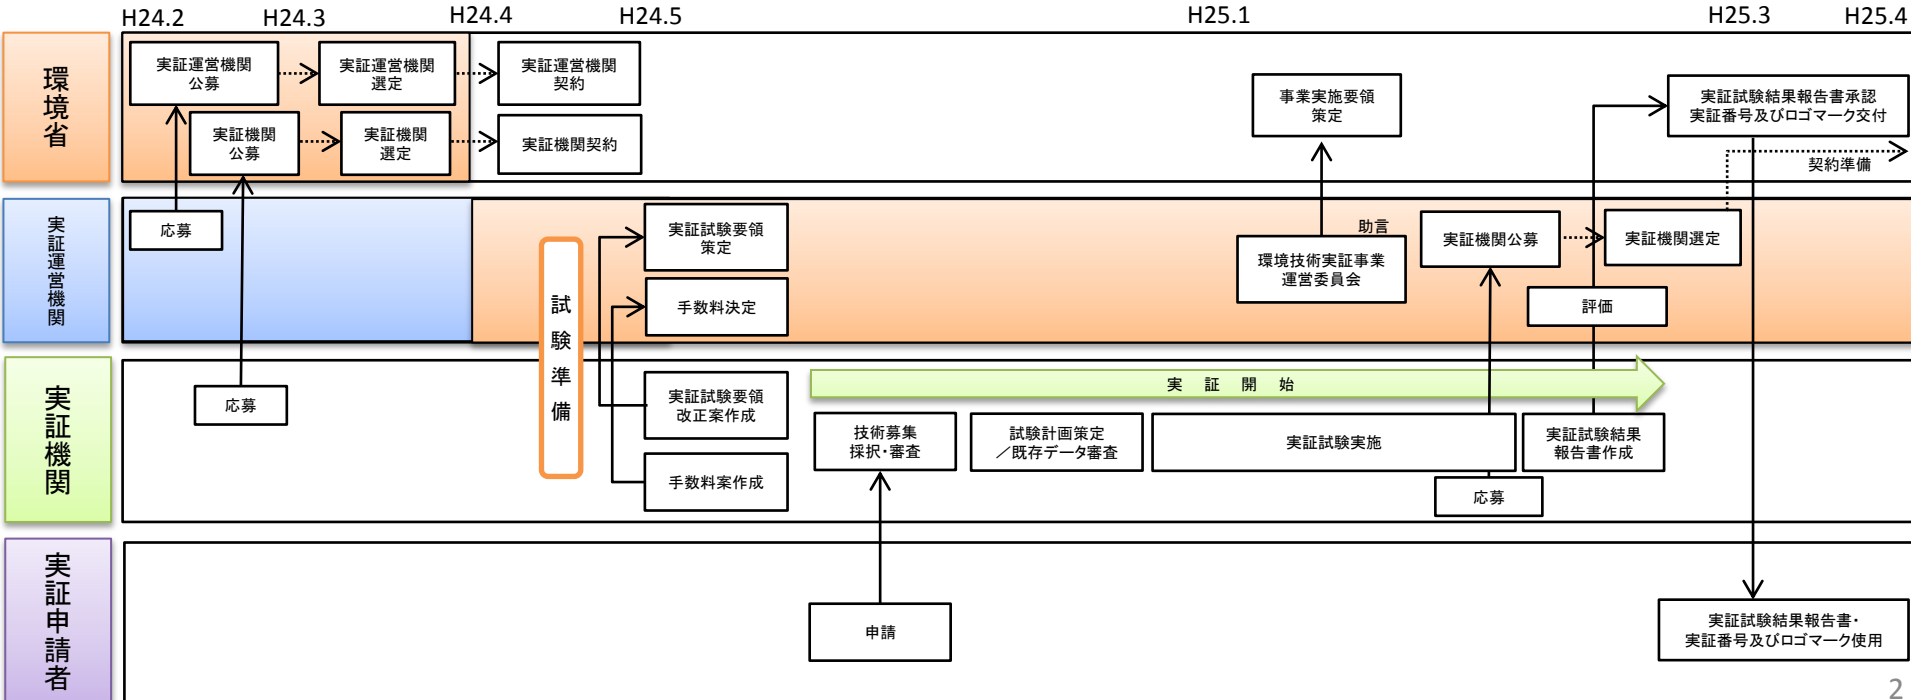 H24.2
H24.3
H24.4
H24.5
H25.1
H25.3
H25.4
環境省
実証運営機関
公募
実証運営機関
選定
実証運営機関
契約
実証機関
公募
実証機関
選定
実証機関契約
事業実施要領
策定
実証試験結果報告書承認
実証番号及びロゴマーク交付
契約準備
実証運営機関
応募
実証試験要領
策定
手数料決定
助言
環境技術実証事業
運営委員会
実証機関公募
実証機関選定
評価
試験準備
実証機関
応募
実証試験要領
改正案作成
手数料案作成
実証開始
技術募集
採択・審査
試験計画策定
／既存データ審査
実証試験実施
実証試験結果
報告書作成
応募
実証申請者
申請
実証試験結果報告書・
実証番号及びロゴマーク使用
2